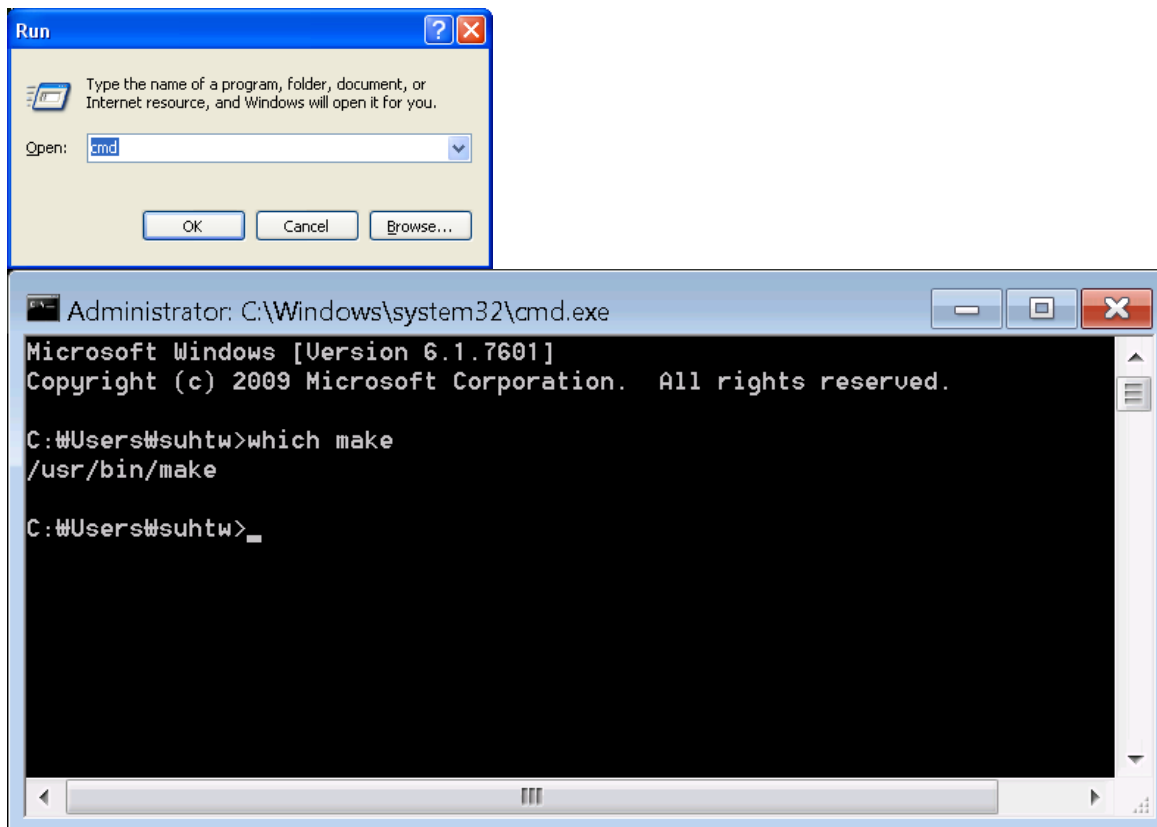 Run
Type the name of a program, folder, document, or
Internet resource, and Windows will open it for you.
Open: cmd
OK Cancel Browse...
Administrator: C:\Windows\system32\cmd.exe
Microsoft Windows [Version 6.1.7601]
Copyright (c) 2009 Microsoft Corporation.  All rights reserved.
C:₩Users₩suhtw>which make
/usr/bin/make
C:₩Users₩suhtw>_